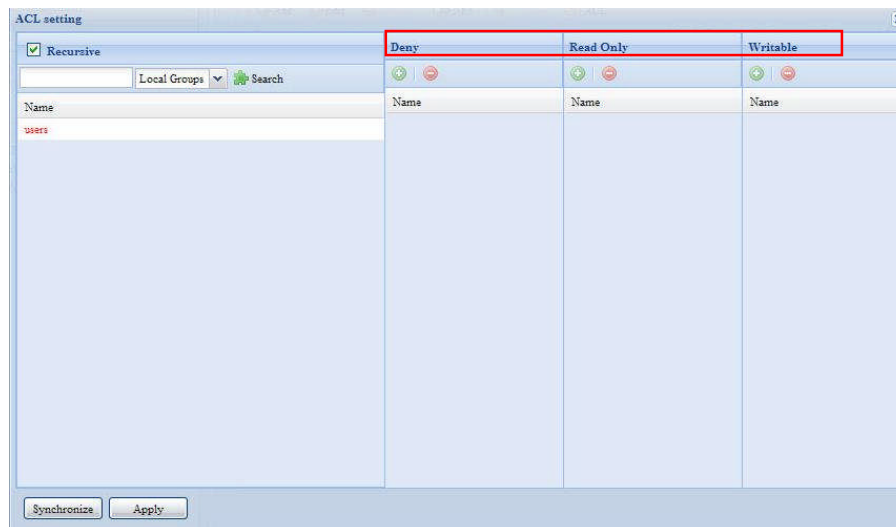 ACL setting
Recursive
Deny
Read Only
Writable
Local Groups
Search
Name
Name
Name
Name
users
Synchronize
Apply